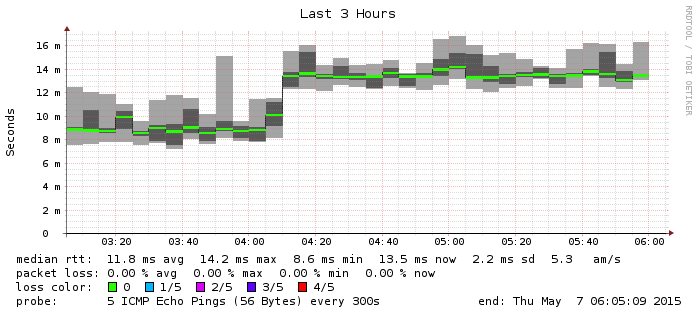 Last 3 Hours
RRDTOOL / TOBI OETIKER
Seconds
16 m
14 m
12 m
10 m
8 m
6 m
4 m
2 m
0
03:20 03:40 04:00 04:20 04:40 05:00 05:20 05:40 06:00
median rtt: 11.8 ms avg 14.2 ms max 8.6 ms min 13.5 ms now 2.2 ms sd 5.3 am/s
packet loss: 0.00 % avg 0.00 % max 0.00 % min 0.00 % now
loss color: 0 1/5 2/5 3/5 4/5
probe: 5 ICMP Echo Pings (56 Bytes) every 300s end: Thu May 7 06:05:09 2015